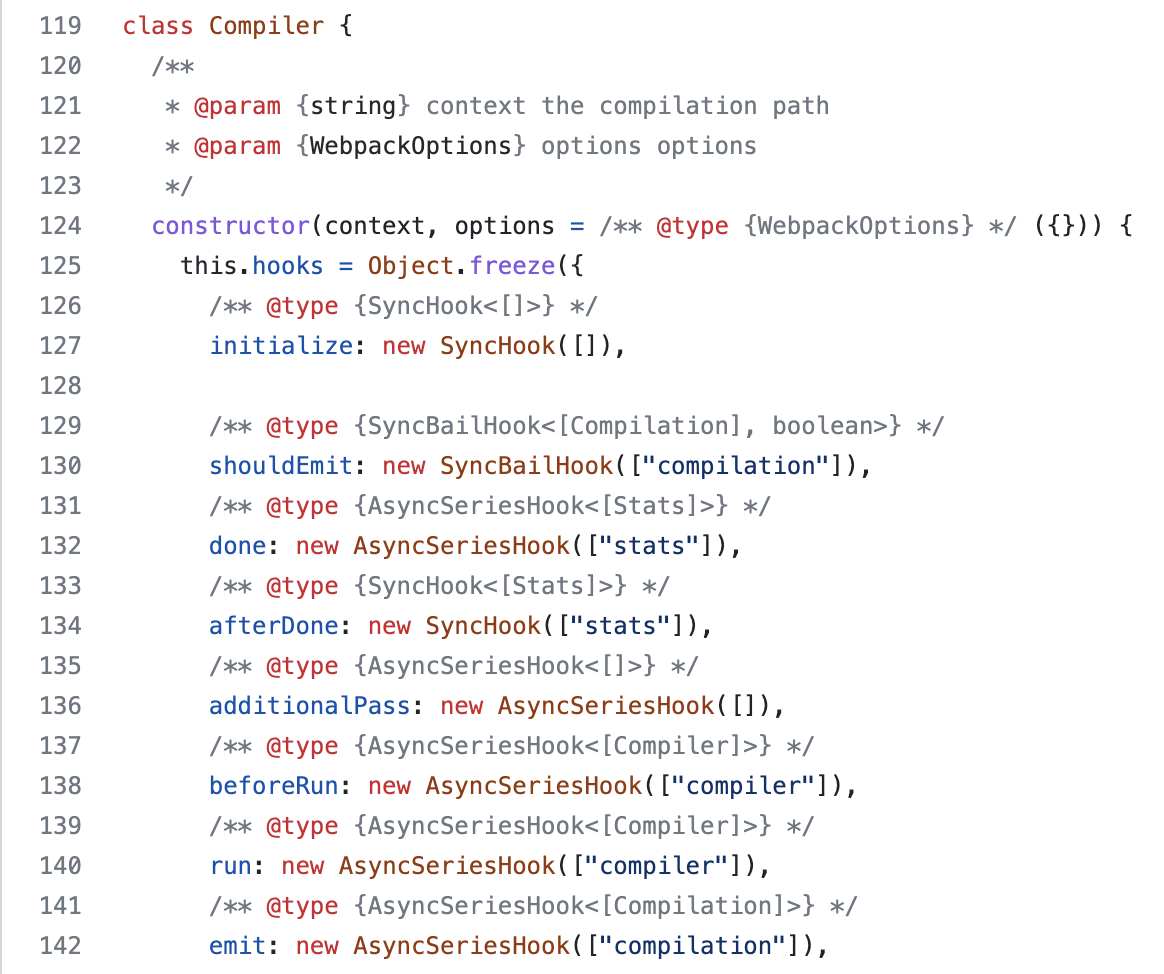 119 class Compiler {
120 /**
121 * @param {string} context the compilation path
122 * @param {WebpackOptions} options options
123 */
124 constructor(context, options = /** @type {WebpackOptions} */ ({})) {
125 this.hooks = Object.freeze({
126 /** @type {SyncHook<[]>} */
127 initialize: new SyncHook([]),
128
129 /** @type {SyncBailHook<[Compilation], boolean>} */
130 shouldEmit: new SyncBailHook(["compilation"]),
131 /** @type {AsyncSeriesHook<[Stats]>} */
132 done: new AsyncSeriesHook(["stats"]),
133 /** @type {SyncHook<[Stats]>} */
134 afterDone: new SyncHook(["stats"]),
135 /** @type {AsyncSeriesHook<[]>} */
136 additionalPass: new AsyncSeriesHook([]),
137 /** @type {AsyncSeriesHook<[Compiler]>} */
138 beforeRun: new AsyncSeriesHook(["compiler"]),
139 /** @type {AsyncSeriesHook<[Compiler]>} */
140 run: new AsyncSeriesHook(["compiler"]),
141 /** @type {AsyncSeriesHook<[Compilation]>} */
142 emit: new AsyncSeriesHook(["compilation"]),